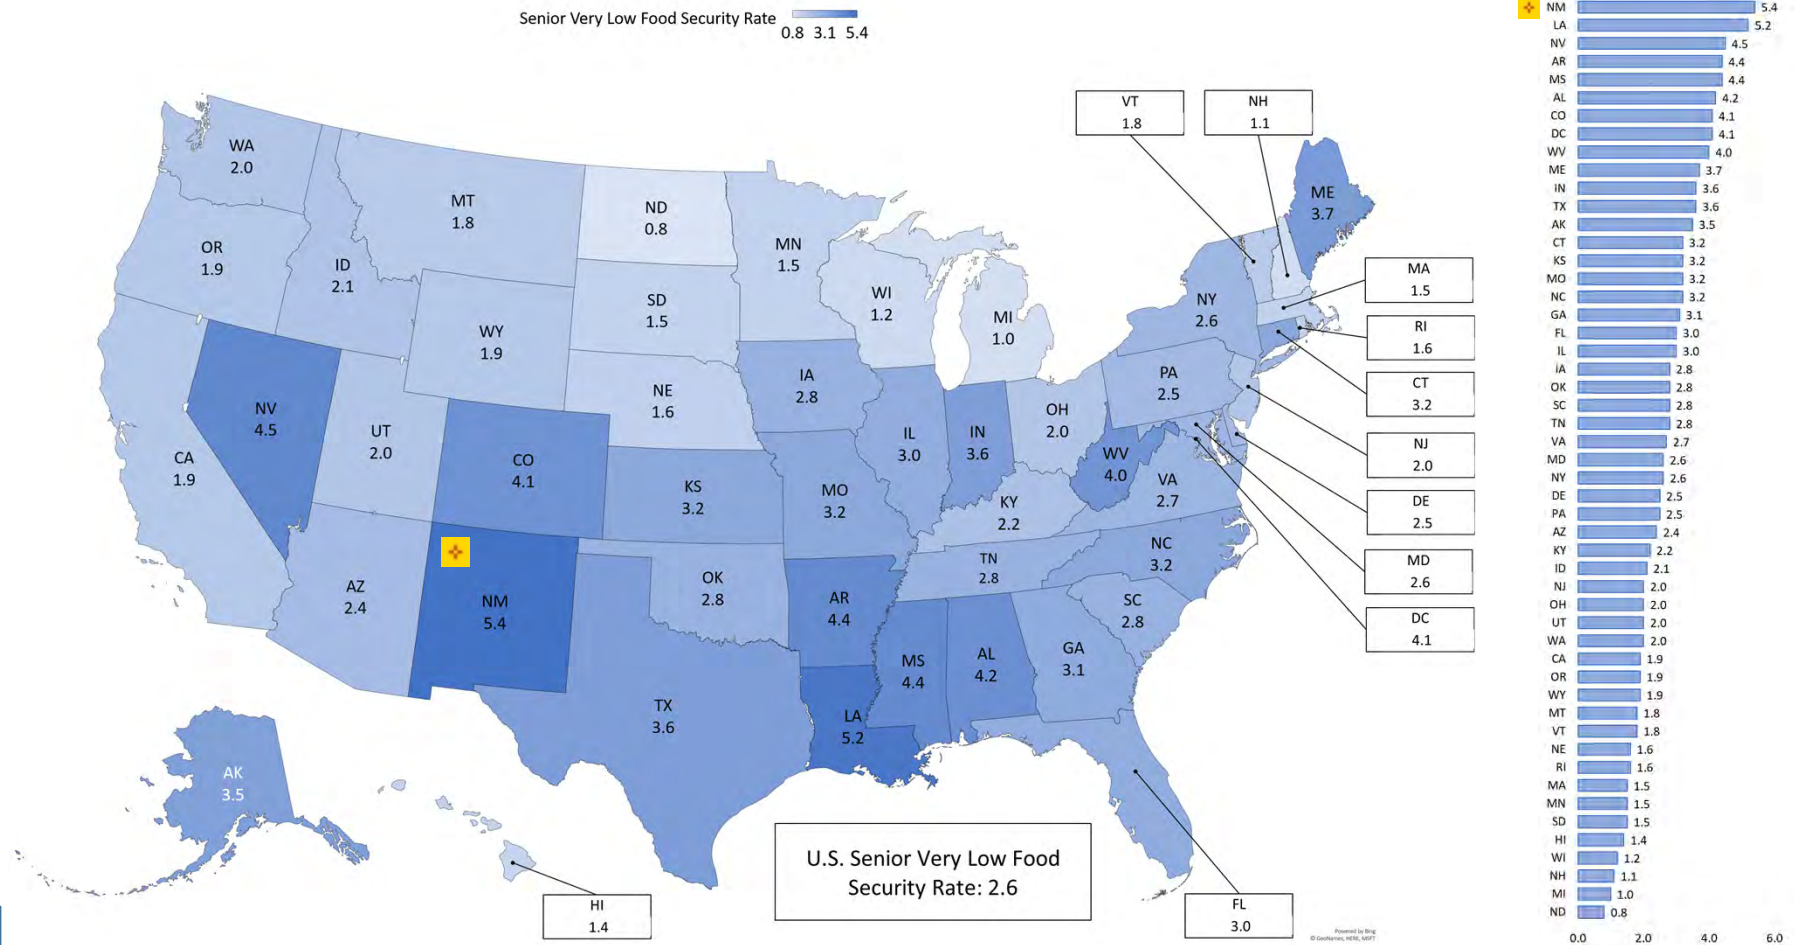 Senior Very Low Food Security Rate
0.8 3.1 5.4
WA
2.0
MT
1.8
ND
0.8
MN
1.5
OR
1.9
ID
2.1
SD
1.5
WI
1.2
MI
1.0
WY
1.9
NE
1.6
IA
2.8
NV
4.5
UT
2.0
CA
1.9
CO
4.1
KS
3.2
MO
3.2
IL
3.0
IN
3.6
OH
2.0
KY
2.2
WV
4.0
VA
2.7
PA
2.5
NY
2.6
ME
3.7
VT
1.8
NH
1.1
MA
1.5
RI
1.6
CT
3.2
NJ
2.0
DE
2.5
MD
2.6
DC
4.1
AZ
2.4
NM
5.4
OK
2.8
AR
4.4
TN
2.8
NC
3.2
SC
2.8
MS
4.4
AL
4.2
GA
3.1
TX
3.6
LA
5.2
AK
3.5
HI
1.4
FL
3.0
U.S. Senior Very Low Food
Security Rate: 2.6
Powered by Bing
© GeoNames, HERE, MSFT
NM 5.4
LA 5.2
NV 4.5
AR 4.4
MS 4.4
AL 4.2
CO 4.1
DC 4.1
WV 4.0
ME 3.7
IN 3.6
TX 3.6
AK 3.5
CT 3.2
KS 3.2
MO 3.2
NC 3.2
GA 3.1
FL 3.0
IL 3.0
IA 2.8
OK 2.8
SC 2.8
TN 2.8
VA 2.7
MD 2.6
NY 2.6
DE 2.5
PA 2.5
AZ 2.4
KY 2.2
ID 2.1
NJ 2.0
OH 2.0
UT 2.0
WA 2.0
CA 1.9
OR 1.9
WY 1.9
MT 1.8
VT 1.8
NE 1.6
RI 1.6
MA 1.5
MN 1.5
SD 1.5
HI 1.4
WI 1.2
NH 1.1
MI 1.0
ND 0.8
0.0 2.0 4.0 6.0